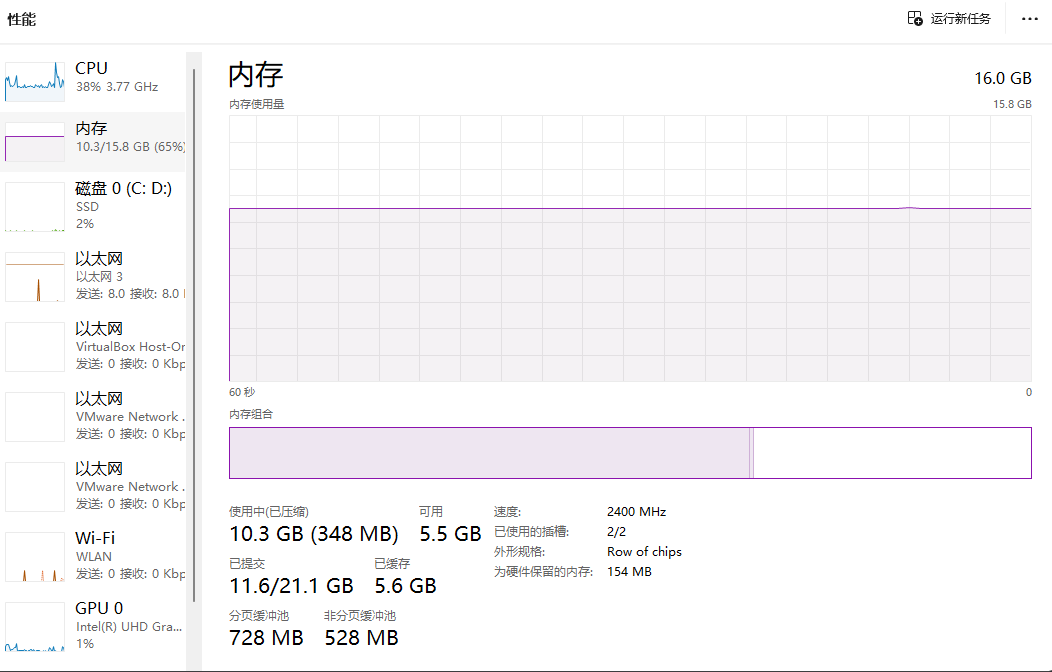 性能
运行新任务
CPU
38% 3.77 GHz
内存
10.3/15.8 GB (65%)
磁盘 0 (C: D:)
SSD
2%
以太网
以太网 3
发送: 8.0 接收: 8.0
以太网
VirtualBox Host-On
发送: 0 接收: 0 Kbp
以太网
VMware Network .
发送: 0 接收: 0 Kbp
以太网
VMware Network .
发送: 0 接收: 0 Kbp
Wi-Fi
WLAN
发送: 0 接收: 0 Kbp
GPU 0
Intel(R) UHD Gra...
1%
内存
16.0 GB
内存使用量
15.8 GB
60 秒
0
内存组合
使用中(已压缩)
10.3 GB (348 MB)
可用
5.5 GB
已提交
11.6/21.1 GB
已缓存
5.6 GB
分页缓冲池
728 MB
非分页缓冲池
528 MB
速度: 2400 MHz
已使用的插槽: 2/2
外形规格: Row of chips
为硬件保留的内存: 154 MB